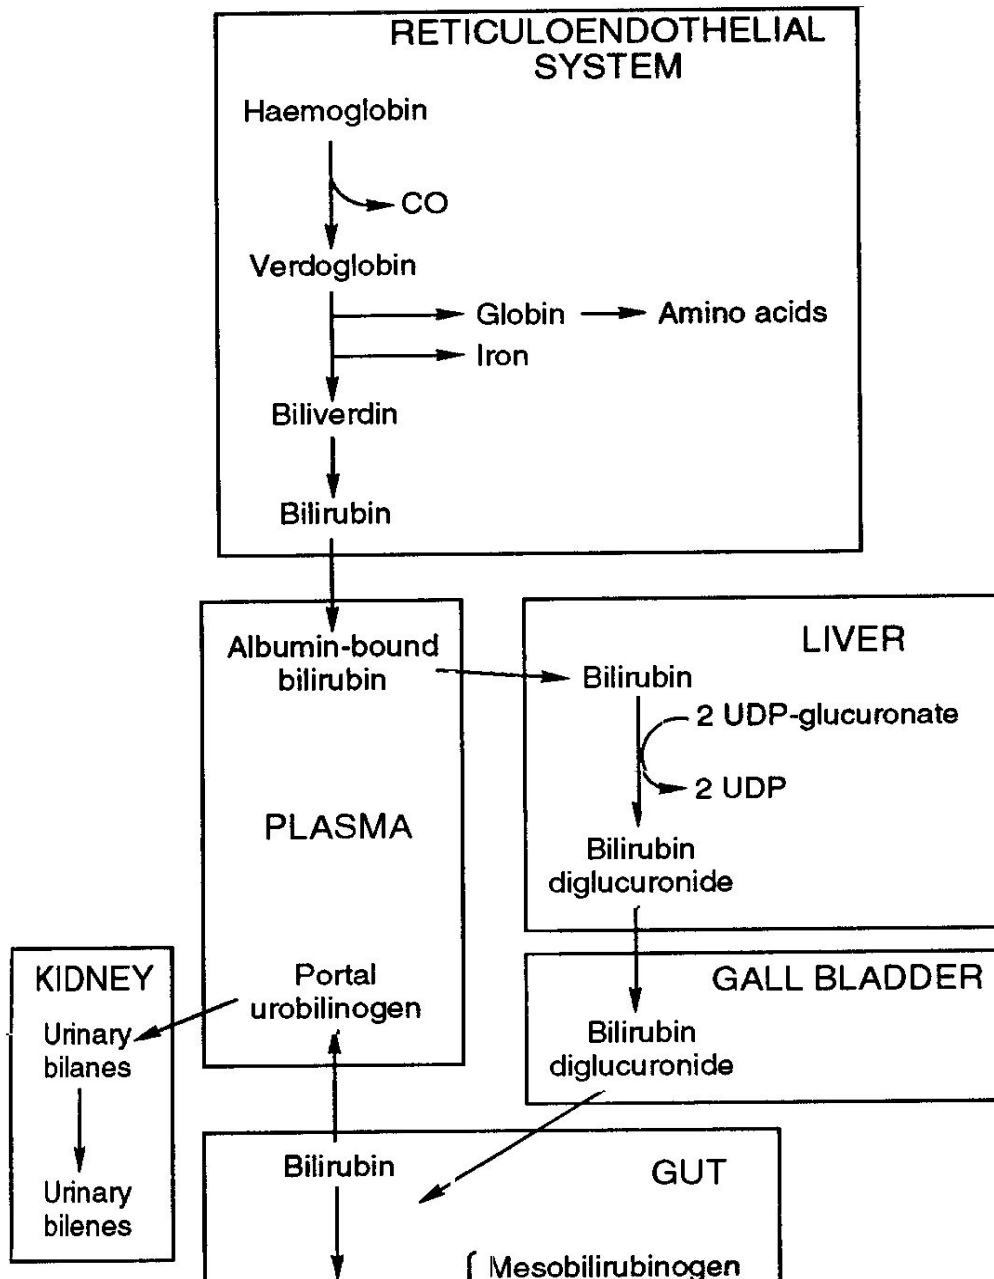 RETICULOENDOTHELIAL
SYSTEM
Haemoglobin
CO
Verdoglobin
Globin
Amino acids
Iron
Biliverdin
Bilirubin
Albumin-bound
bilirubin
PLASMA
Portal
urobilinogen
LIVER
Bilirubin
2 UDP-glucuronate
2 UDP
Bilirubin
diglucuronide
GALL BLADDER
Bilirubin
diglucuronide
KIDNEY
Urinary
bilanes
Urinary
bilenes
GUT
Bilirubin
Mesobilirubinogen